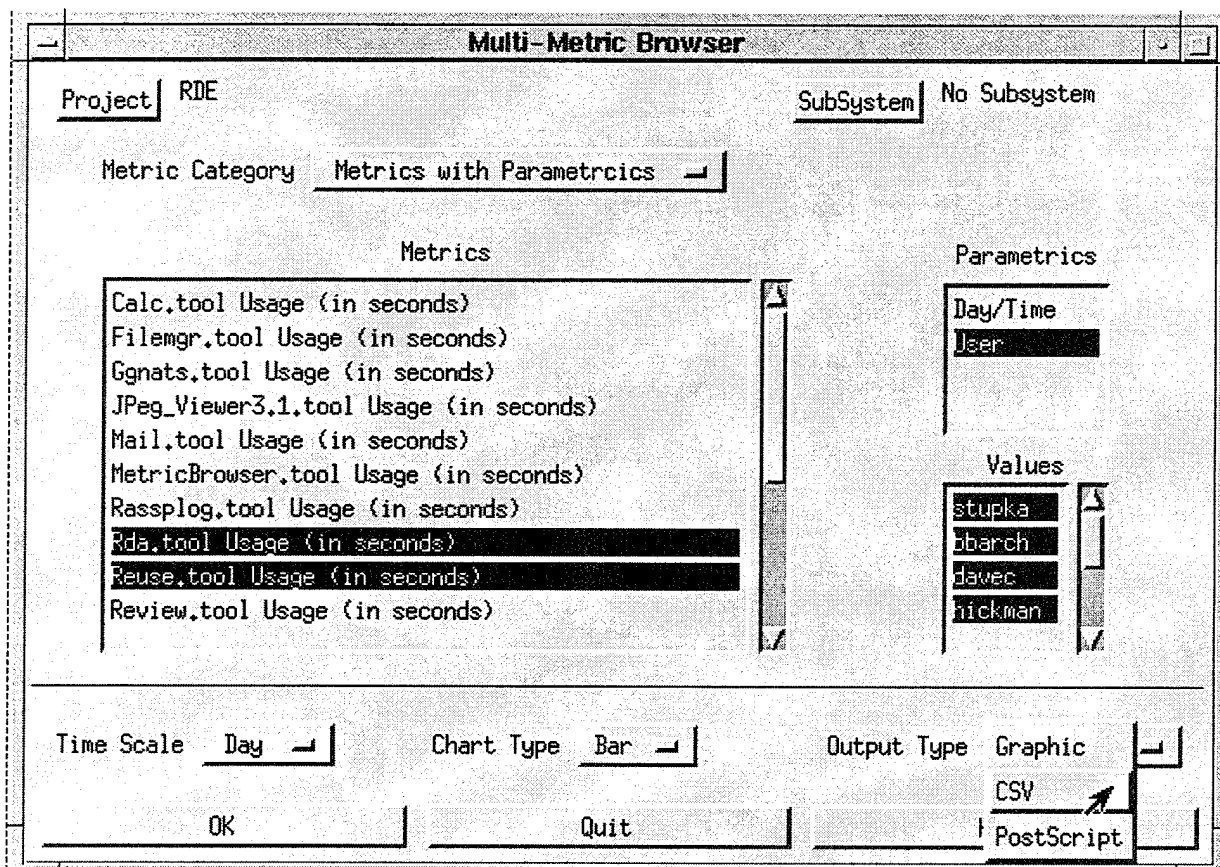 Multi-Metric Browser
Project RDE SubSystem No Subsystem
Metric Category Metrics with Parametrcics
Metrics
Calc.tool Usage (in seconds)
Filemgr.tool Usage (in seconds)
Ggnats.tool Usage (in seconds)
JPeg_Viewer3.1.tool Usage (in seconds)
Mail.tool Usage (in seconds)
MetricBrowser.tool Usage (in seconds)
Rassplog.tool Usage (in seconds)
Rda.tool Usage (in seconds)
Reuse.tool Usage (in seconds)
Review.tool Usage (in seconds)
Parametrics
Day/Time
User
Values
stupka
bbarch
davec
hickman
Time Scale Day Chart Type Bar Output Type Graphic
CSV
PostScript
OK Quit